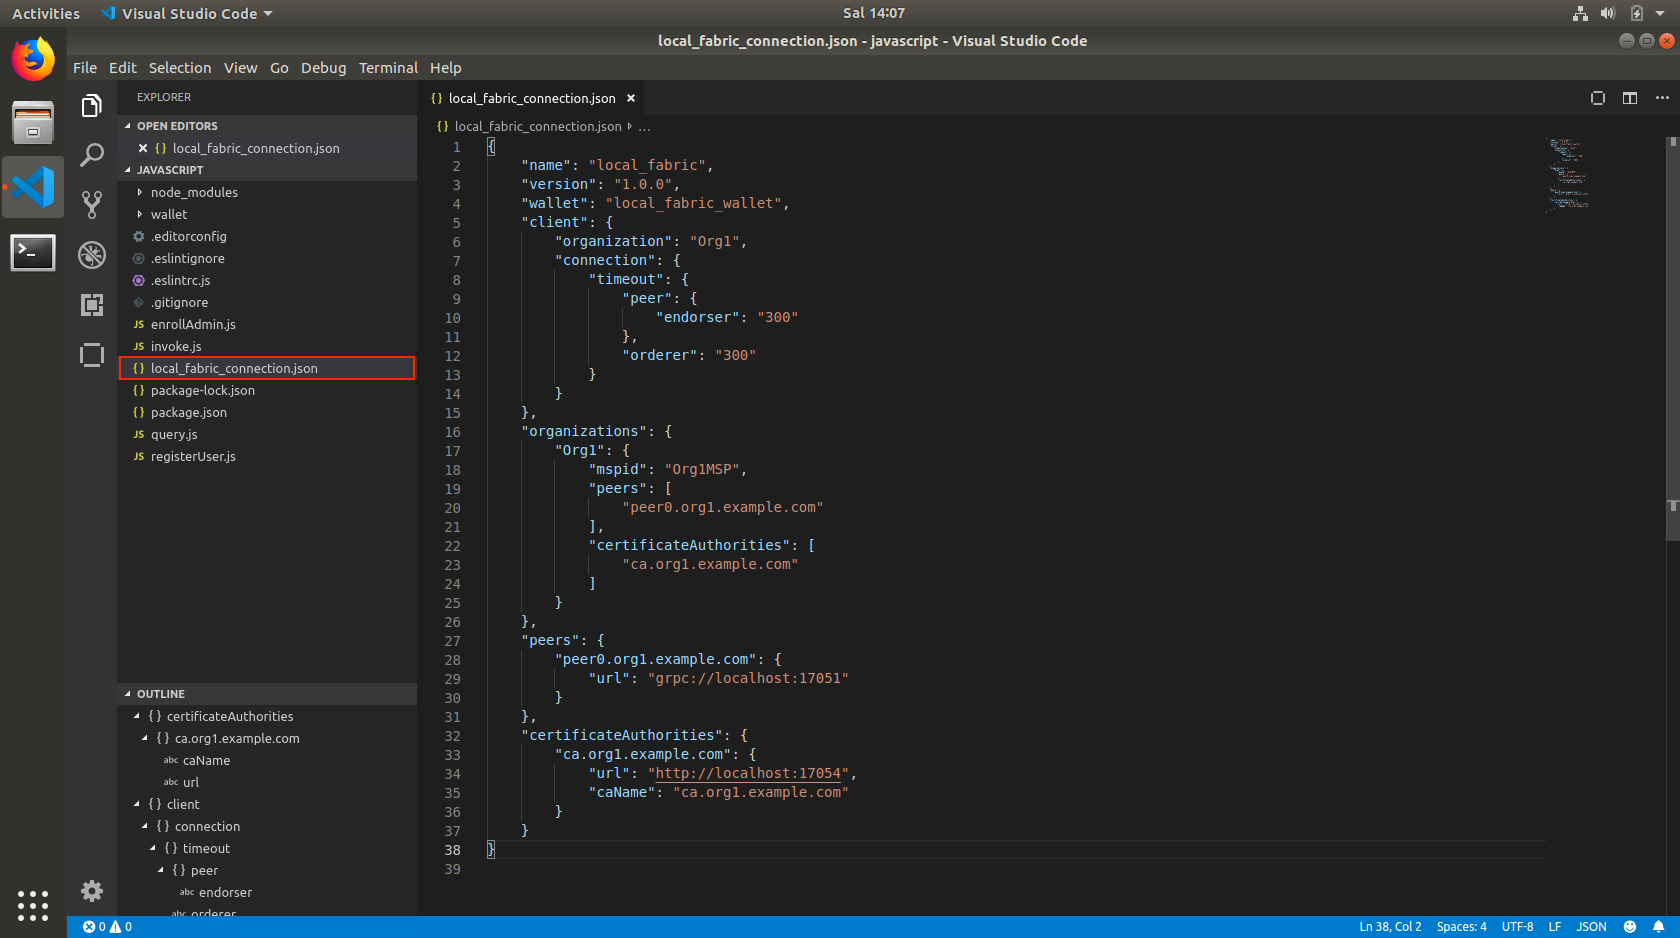 Activities
Visual Studio Code
Sal 14:07
local_fabric_connection.json - javascript - Visual Studio Code
File Edit Selection View Go Debug Terminal Help
EXPLORER
OPEN EDITORS
{ } local_fabric_connection.json
JAVASCRIPT
node_modules
wallet
.editorconfig
.eslintignore
.eslintrc.js
.gitignore
JS enrollAdmin.js
JS invoke.js
{ } local_fabric_connection.json
{ } package-lock.json
{ } package.json
JS query.js
JS registerUser.js
OUTLINE
{ } certificateAuthorities
{ } ca.org1.example.com
abc caName
abc url
{ } client
{ } connection
{ } timeout
{ } peer
abc endorser
abc orderer
{ } local_fabric_connection.json
{ } local_fabric_connection.json ...
1 {
2 "name": "local_fabric",
3 "version": "1.0.0",
4 "wallet": "local_fabric_wallet",
5 "client": {
6 "organization": "Org1",
7 "connection": {
8 "timeout": {
9 "peer": {
10 "endorser": "300"
11 },
12 "orderer": "300"
13 }
14 }
15 },
16 "organizations": {
17 "Org1": {
18 "mspid": "Org1MSP",
19 "peers": [
20 "peer0.org1.example.com"
21 ],
22 "certificateAuthorities": [
23 "ca.org1.example.com"
24 ]
25 }
26 },
27 "peers": {
28 "peer0.org1.example.com": {
29 "url": "grpc://localhost:17051"
30 }
31 },
32 "certificateAuthorities": {
33 "ca.org1.example.com": {
34 "url": "http://localhost:17054",
35 "caName": "ca.org1.example.com"
36 }
37 }
38 }
39
0 0
Ln 38, Col 2 Spaces: 4 UTF-8 LF JSON